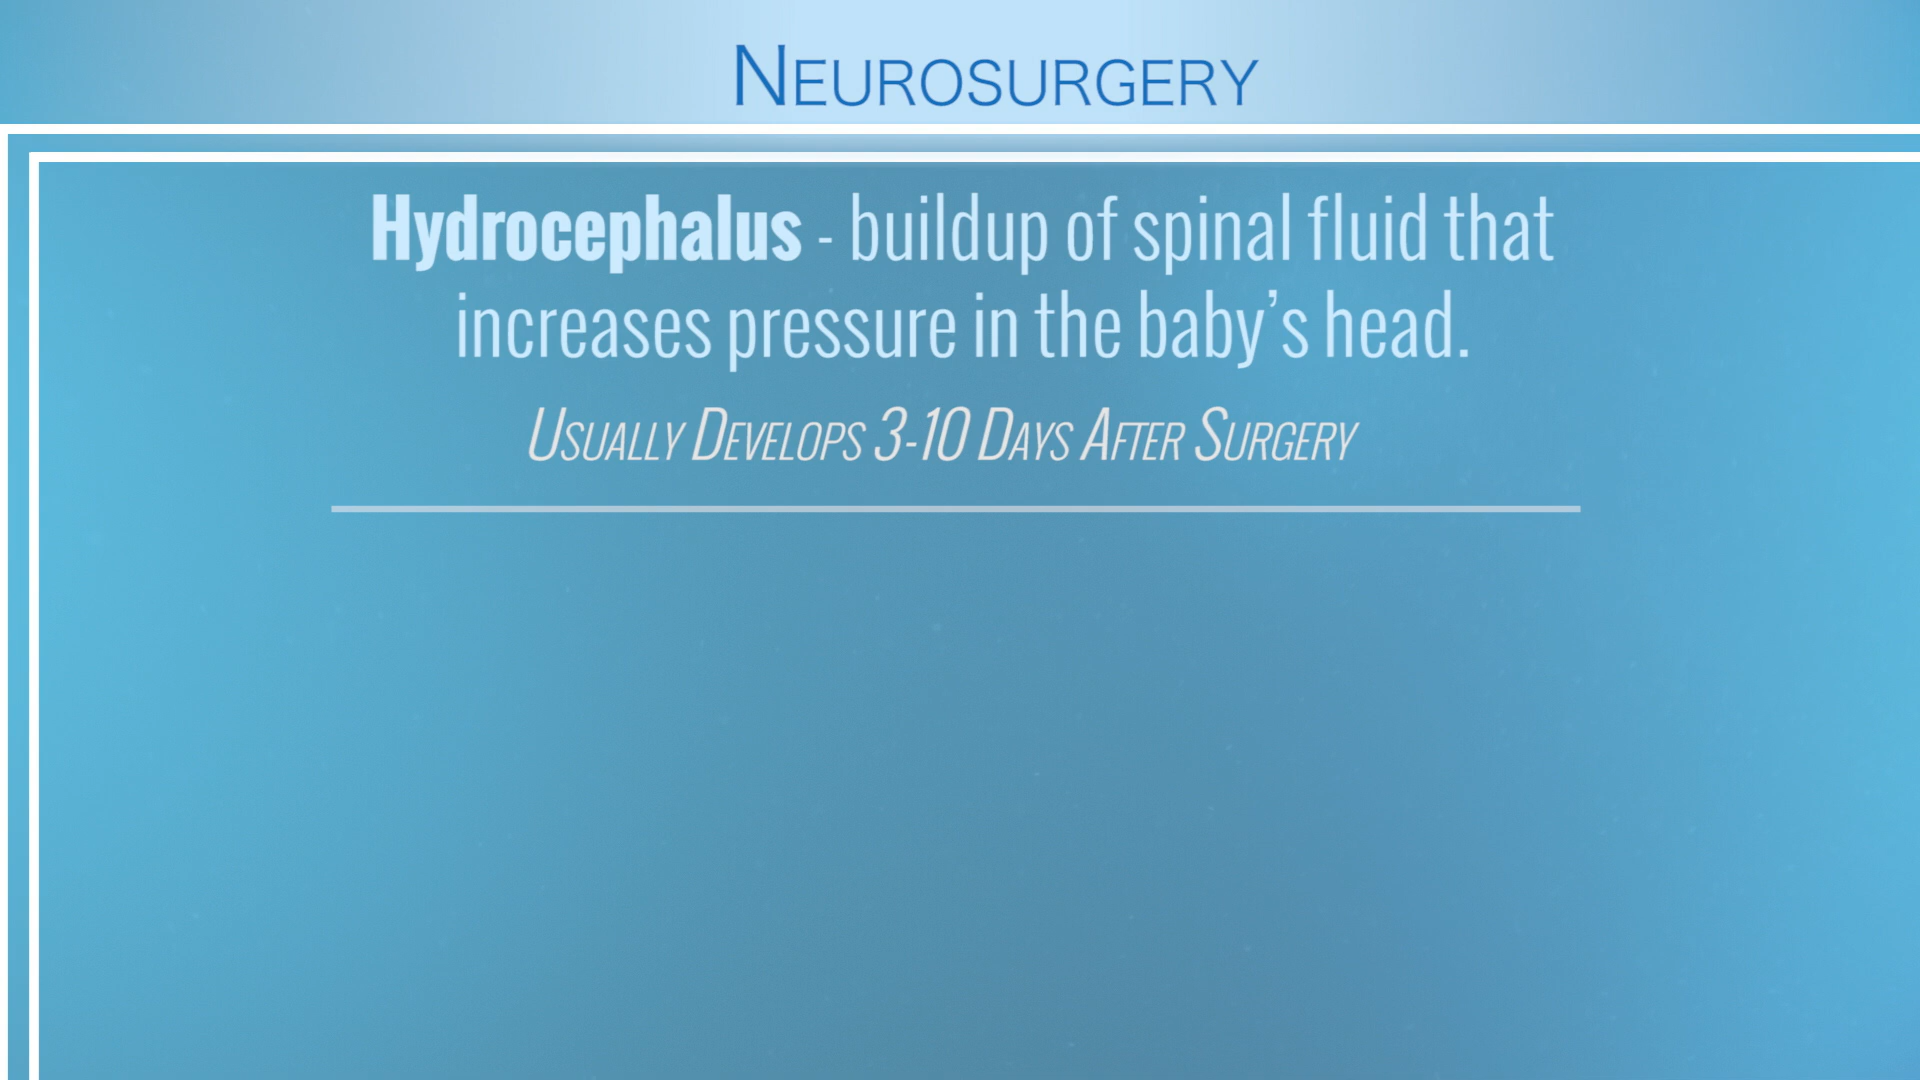 Neurosurgery
Hydrocephalus - buildup of spinal fluid that
increases pressure in the baby’s head.
Usually Develops 3-10 Days After Surgery